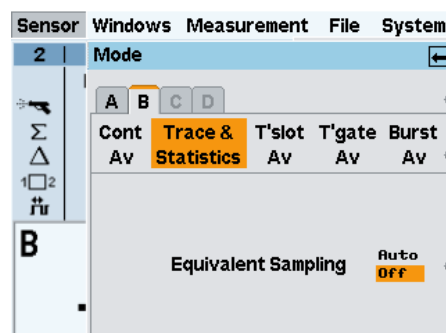 Sensor Windows Measurement File System
2 Mode
A B C D
Cont Trace & T'slot T'gate Burst
Av Statistics Av Av Av
Σ
Δ
1 2
B
Equivalent Sampling Auto
Off